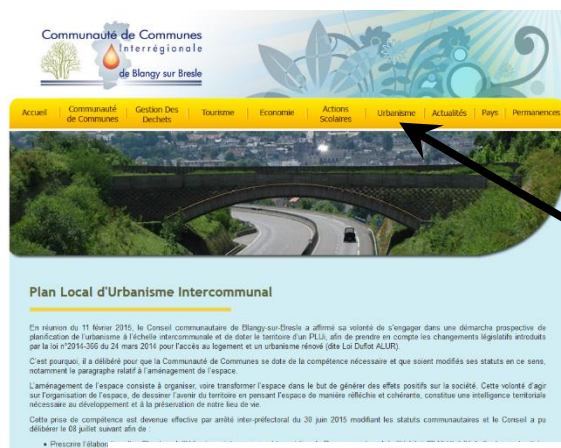 Communauté de Communes
Interrégionale
de Blangy sur Bresle
Accueil
Communauté
de Communes
Gestion Des
Dechets
Tourisme
Economie
Actions
Scolaires
Urbanisme
Actualités
Pays
Permanences
Plan Local d'Urbanisme Intercommunal
En réunion du 11 février 2015, le Conseil communautaire de Blangy-sur-Bresle a affirmé sa volonté de s'engager dans une démarche prospective de
planification de l'urbanisme à l'échelle intercommunale et de doter le territoire d'un PLUi, afin de prendre en compte les changements législatifs introduits
par la loi n°2014-366 du 24 mars 2014 pour l'accès au logement et un urbanisme rénové (dite Loi Duflot ALUR).
C'est pourquoi, il a délibéré pour que la Communauté de Communes se dote de la compétence nécessaire et que soient modifiés ses statuts en ce sens,
notamment le paragraphe relatif à l'aménagement de l'espace.
L'aménagement de l'espace consiste à organiser, voire transformer l'espace dans le but de générer des effets positifs sur la société. Cette volonté d'agir
sur l'organisation de l'espace, de dessiner l'avenir du territoire en pensant l'espace de manière réfléchie et cohérente, constitue une intelligence territoriale
nécessaire au développement et à la préservation de notre lieu de vie.
Cette prise de compétence est devenue effective par arrêté inter-préfectoral du 30 juin 2015 modifiant les statuts communautaires et le Conseil a pu
délibérer le 08 juillet suivant afin de :
• Prescrire